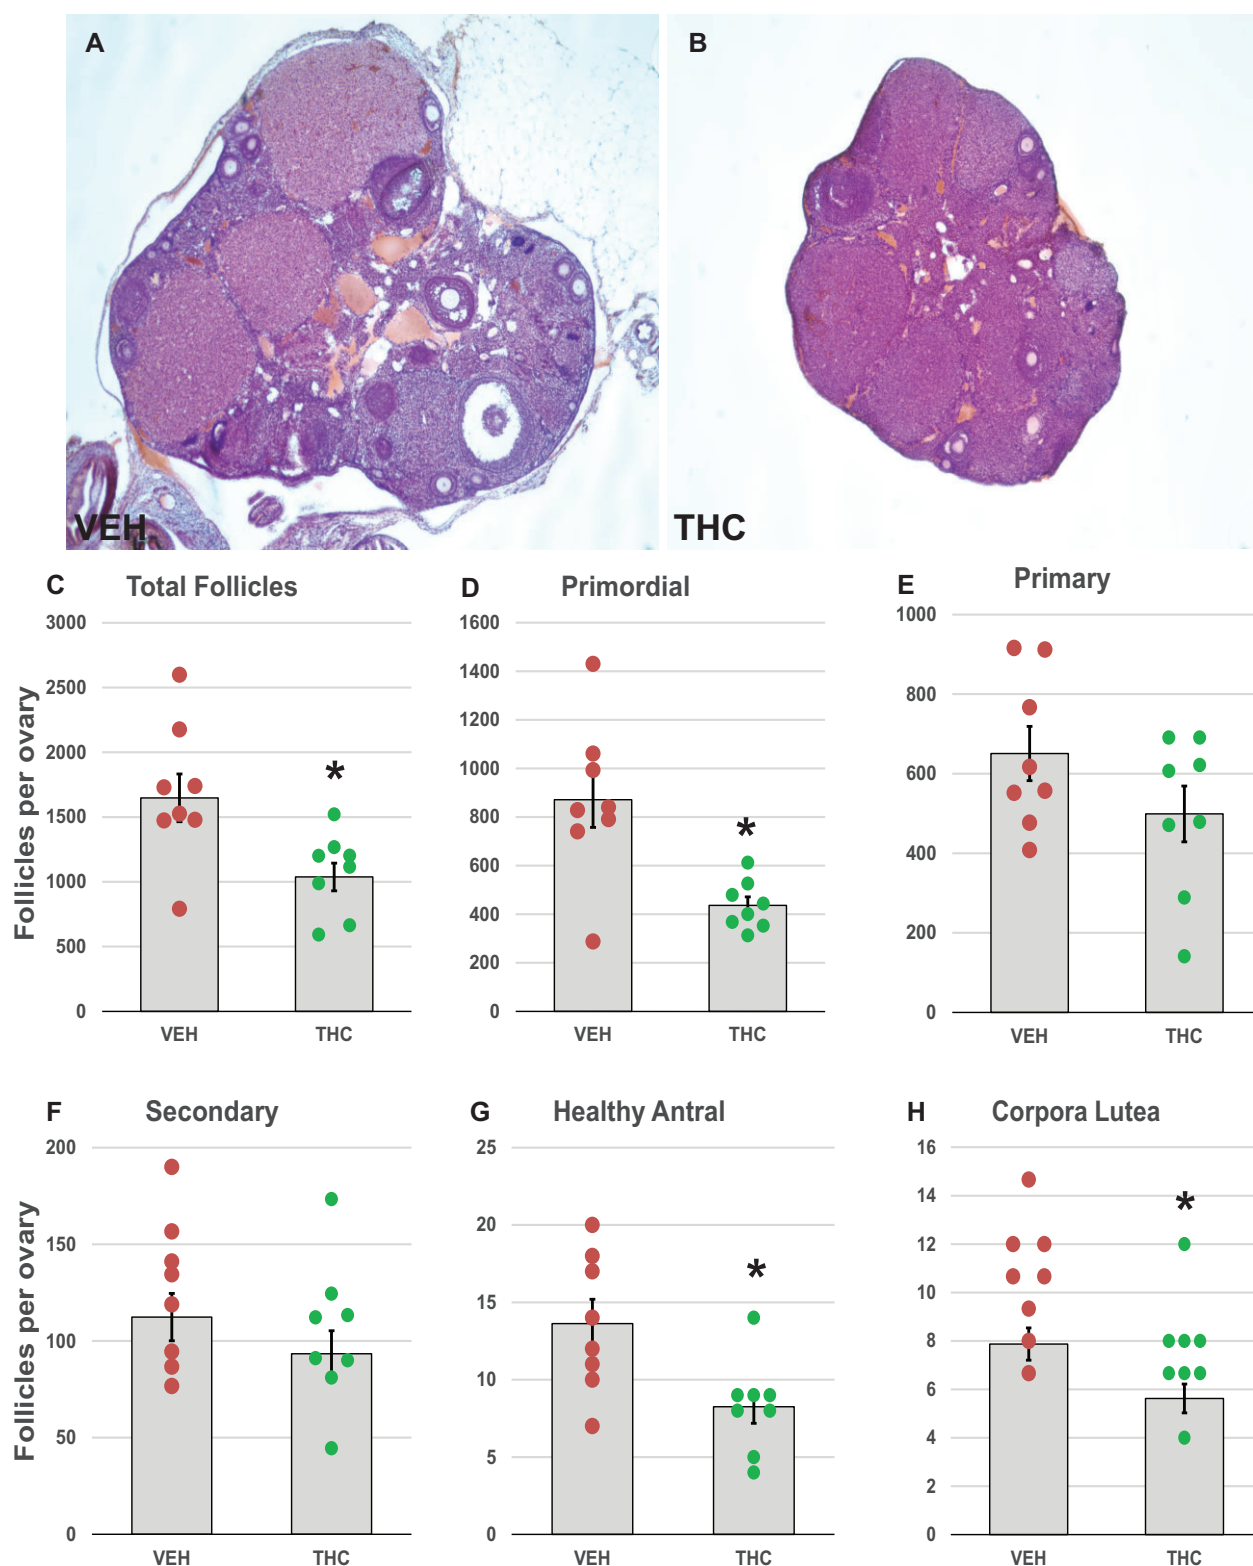 A
B
VEH
THC
C Total Follicles
D Primordial
E Primary
Follicles per ovary
3000
2500
2000
1500
1000
500
0
*
VEH THC
1600
1400
1200
1000
800
600
400
200
0
*
VEH THC
1000
800
600
400
200
0
VEH THC
F Secondary
G Healthy Antral
H Corpora Lutea
Follicles per ovary
200
150
100
50
0
VEH THC
25
20
15
10
5
0
*
VEH THC
16
14
12
10
8
6
4
2
0
*
VEH THC